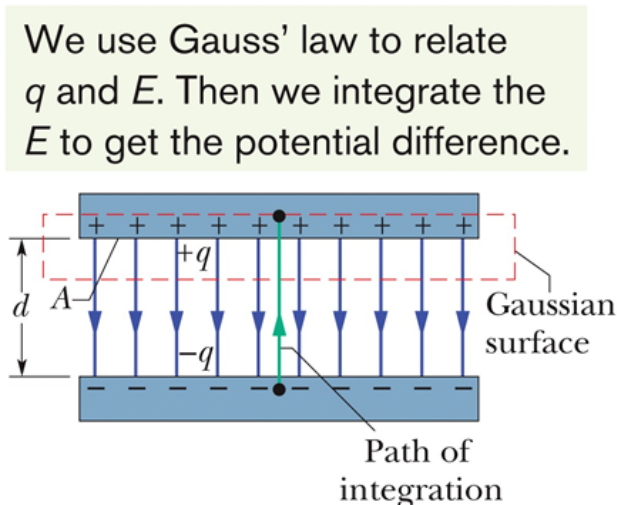 We use Gauss’ law to relate
q and E. Then we integrate the
E to get the potential difference.
+ + + + + + + + + +
+q
d
A
Gaussian
surface
−q
− − − − − − − − − −
Path of
integration